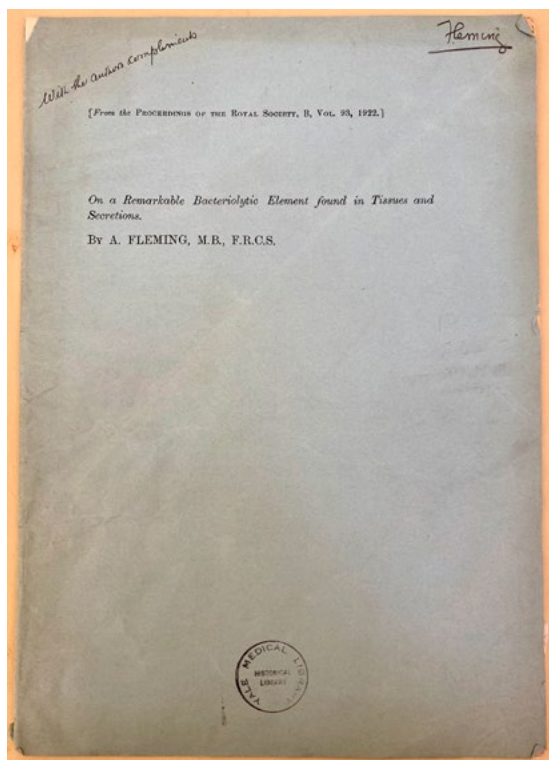 With the authors compliments
Fleming
[From the PROCEEDINGS OF THE ROYAL SOCIETY, B, VOL. 93, 1922.]
On a Remarkable Bacteriolytic Element found in Tissues and
Secretions.
BY A. FLEMING, M.B., F.R.C.S.
YALE MEDICAL LIBRARY
HISTORICAL
LIBRARY